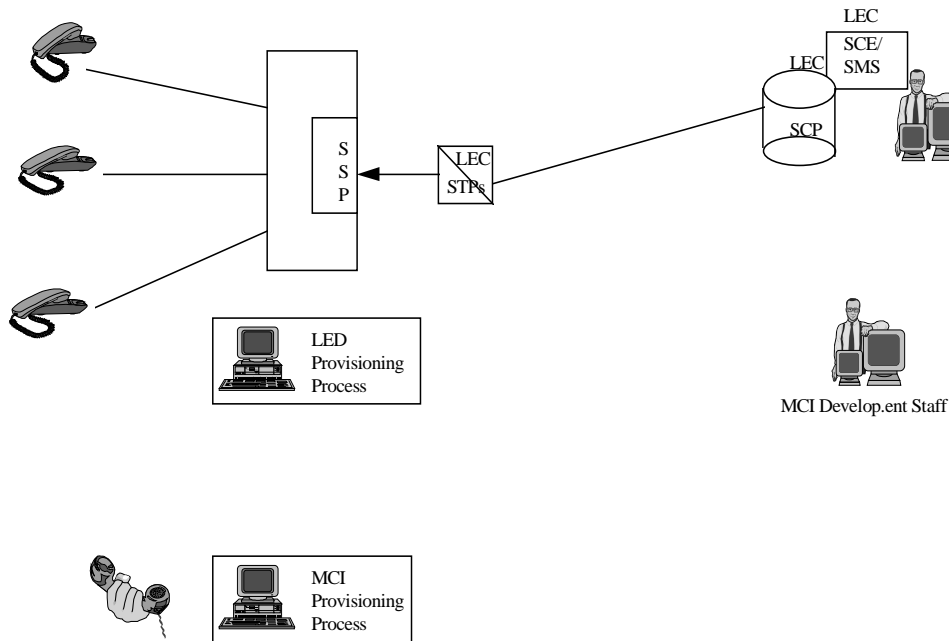 LEC
SCE/
SMS
LEC
SCP
S
S
P
LEC
STPs
LED
Provisioning
Process
MCI Develop.ent Staff
MCI
Provisioning
Process